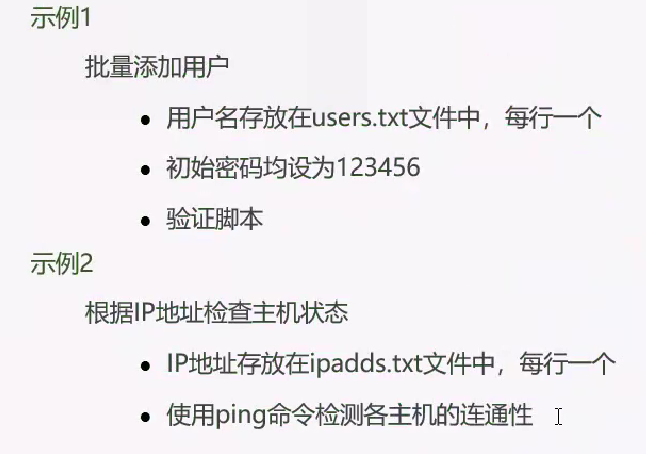 示例1
批量添加用户
• 用户名存放在users.txt文件中，每行一个
• 初始密码均设为123456
• 验证脚本
示例2
根据IP地址检查主机状态
• IP地址存放在ipadds.txt文件中，每行一个
• 使用ping命令检测各主机的连通性